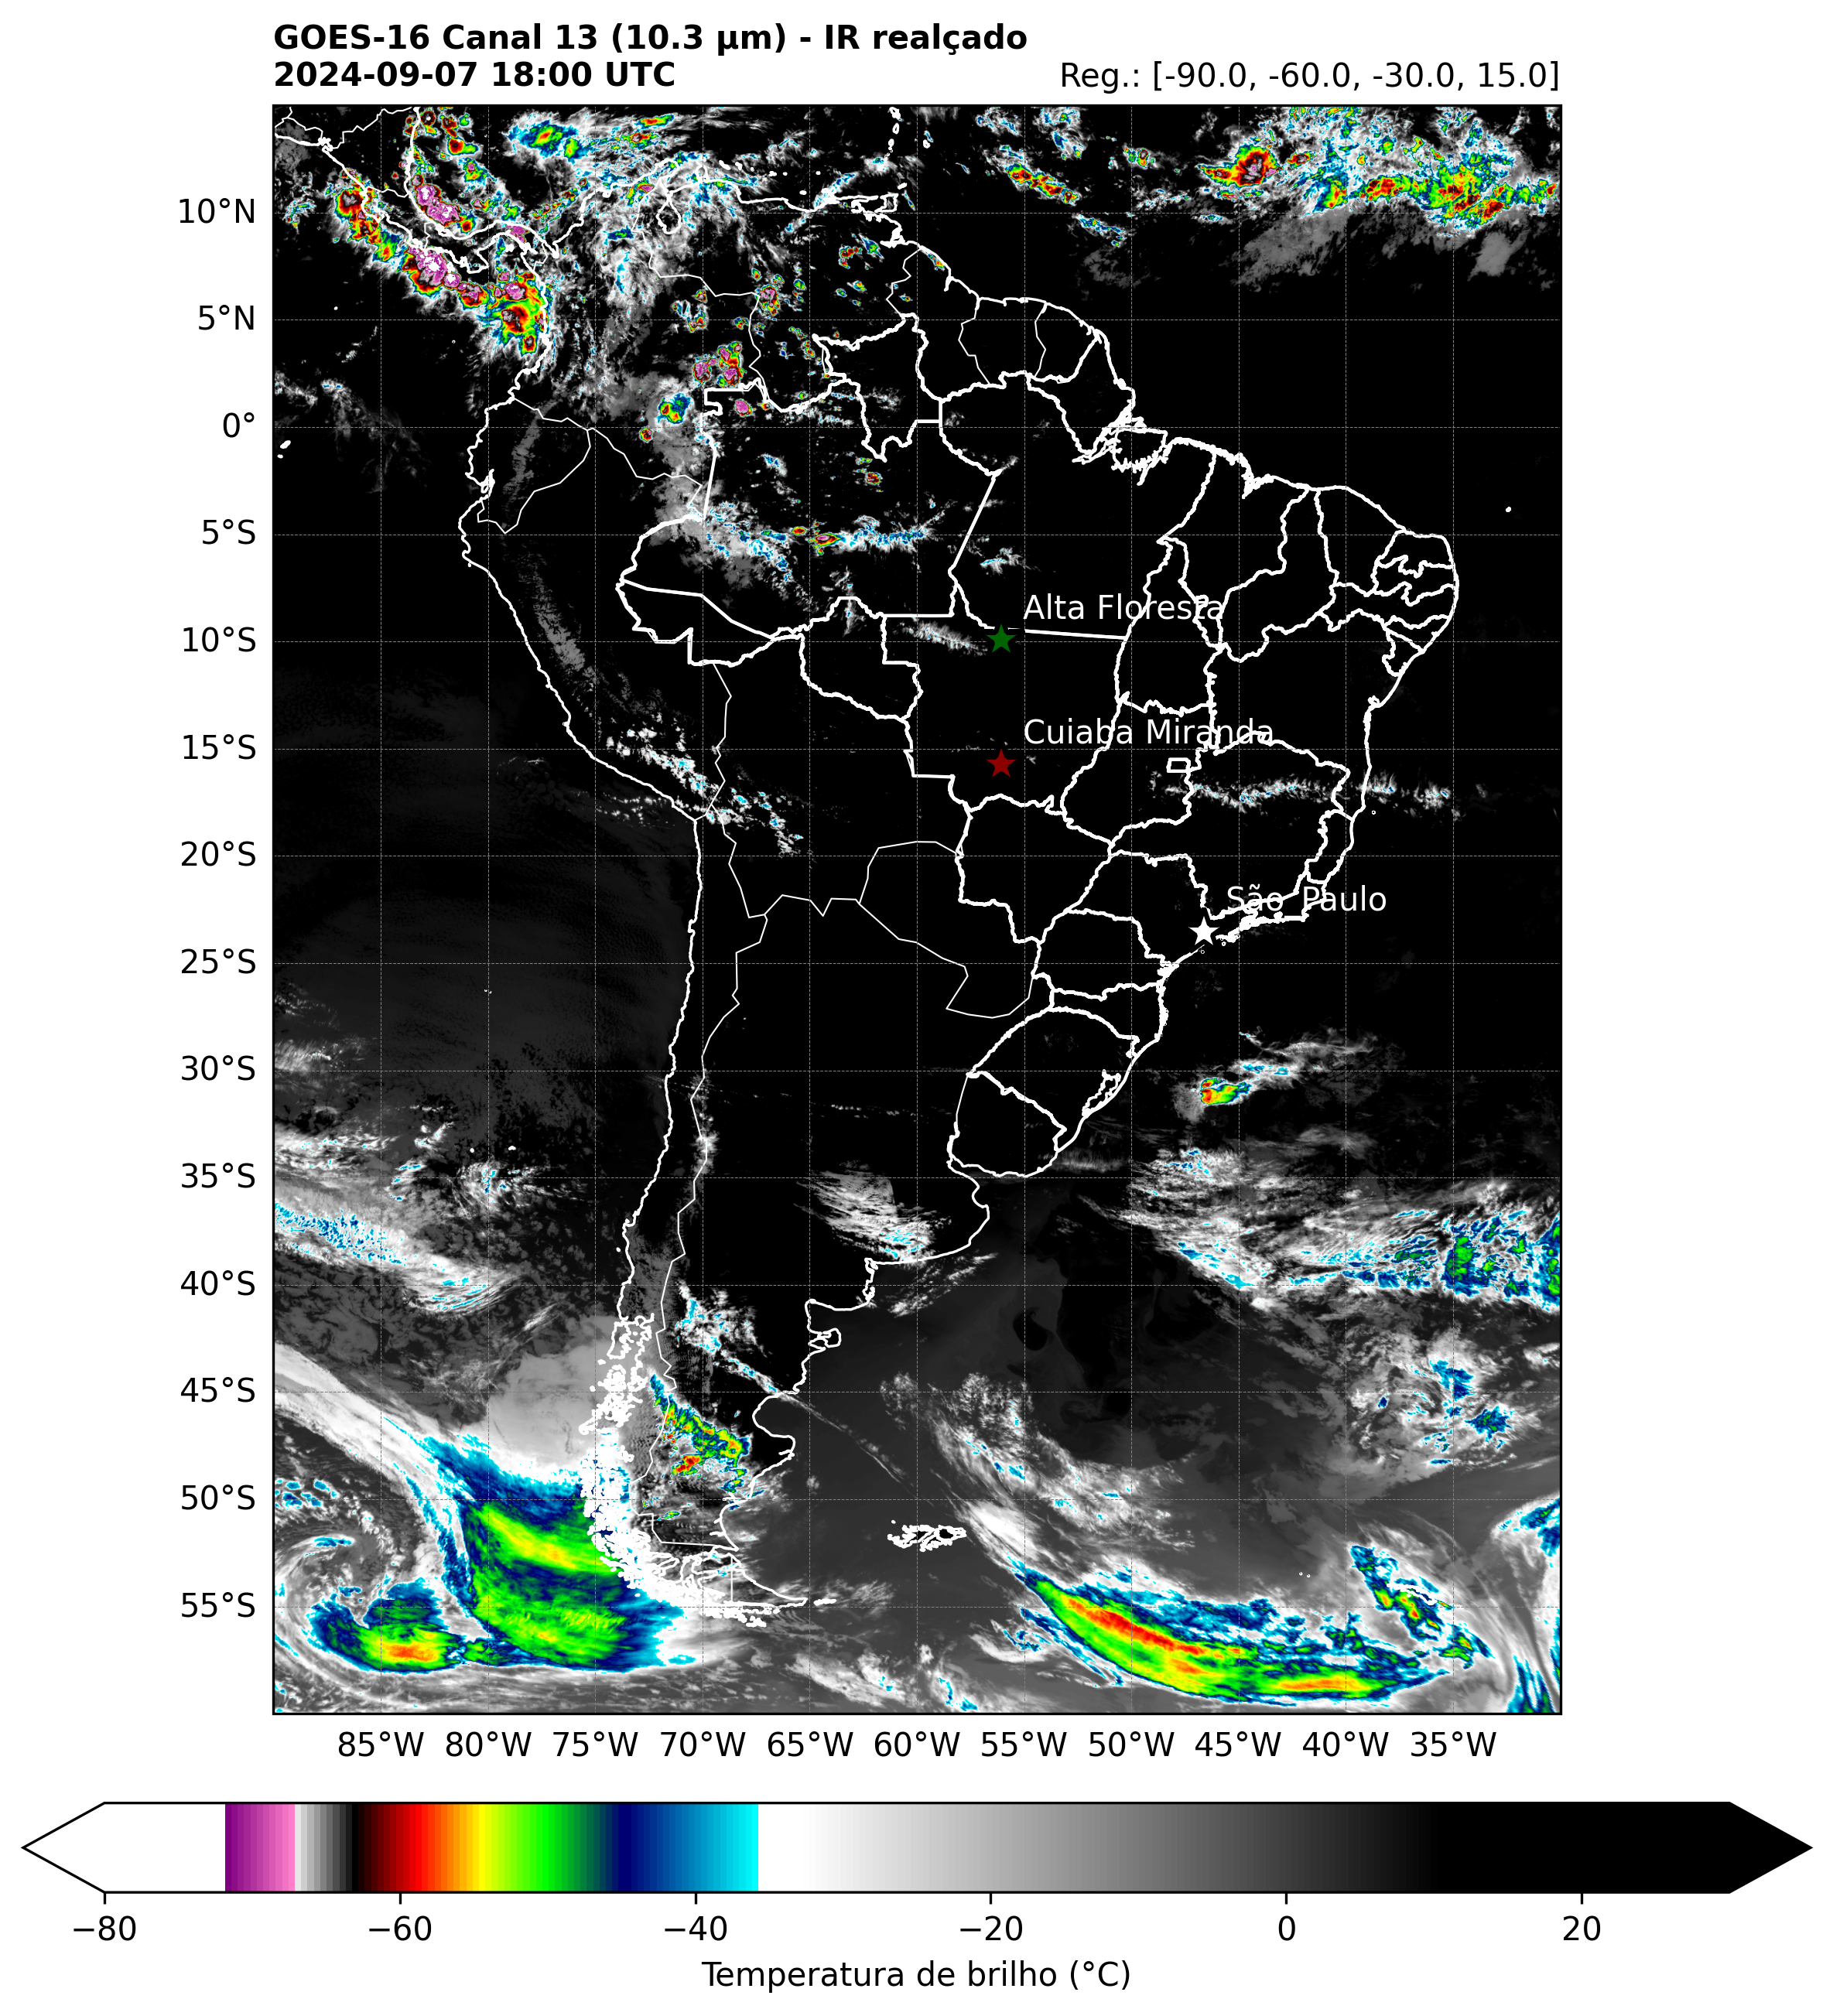 GOES-16 Canal 13 (10.3 µm) - IR realçado
2024-09-07 18:00 UTC
Reg.: [-90.0, -60.0, -30.0, 15.0]
10°N
5°N
0°
5°S
Alta Floresta
10°S
Cuiaba Miranda
15°S
20°S
São Paulo
25°S
30°S
35°S
40°S
45°S
50°S
55°S
85°W 80°W 75°W 70°W 65°W 60°W 55°W 50°W 45°W 40°W 35°W
−80 −60 −40 −20 0 20
Temperatura de brilho (°C)